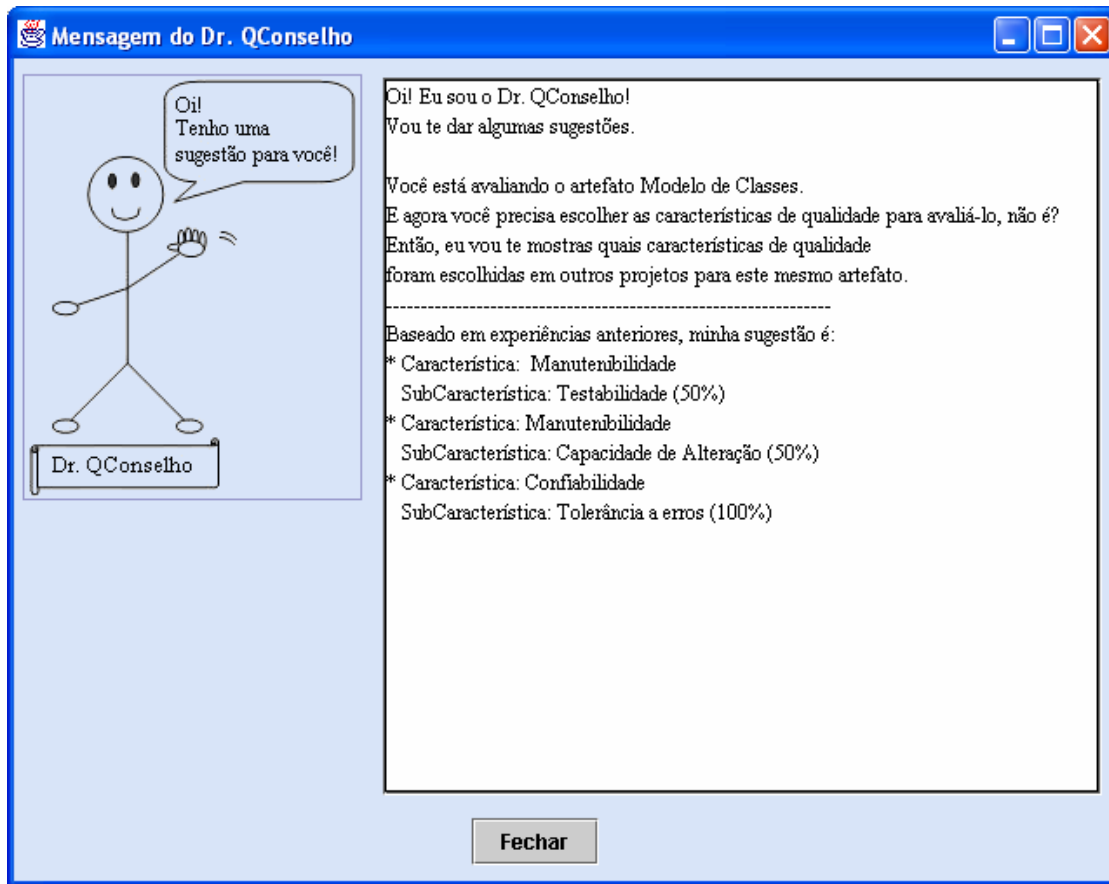 Mensagem do Dr. QConselho
Oi!
Tenho uma
sugestão para você!
Dr. QConselho
Oi! Eu sou o Dr. QConselho!
Vou te dar algumas sugestões.
Você está avaliando o artefato Modelo de Classes.
E agora você precisa escolher as características de qualidade para avaliá-lo, não é?
Então, eu vou te mostras quais características de qualidade
foram escolhidas em outros projetos para este mesmo artefato.
----------------------------------------------------------------
Baseado em experiências anteriores, minha sugestão é:
* Característica:  Manutenibilidade
SubCaracterística: Testabilidade (50%)
* Característica: Manutenibilidade
SubCaracterística: Capacidade de Alteração (50%)
* Característica: Confiabilidade
SubCaracterística: Tolerância a erros (100%)
Fechar